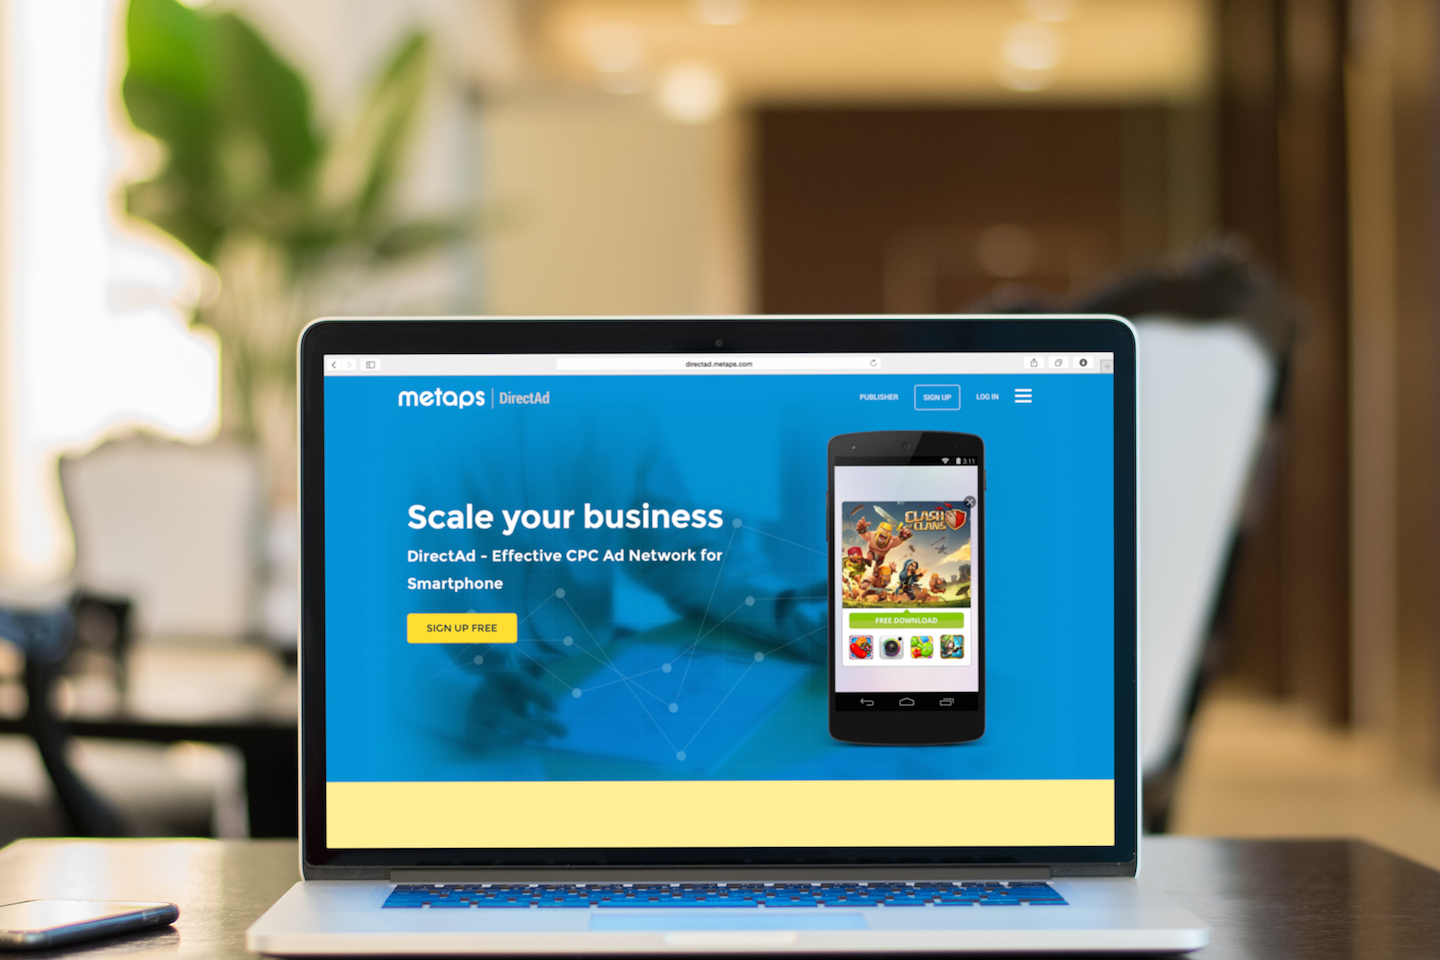 directad.metaps.com
metaps | DirectAd
PUBLISHER
SIGN UP
LOG IN
Scale your business
DirectAd - Effective CPC Ad Network for
Smartphone
SIGN UP FREE
3:11
CLASH
OF CLANS
FREE DOWNLOAD